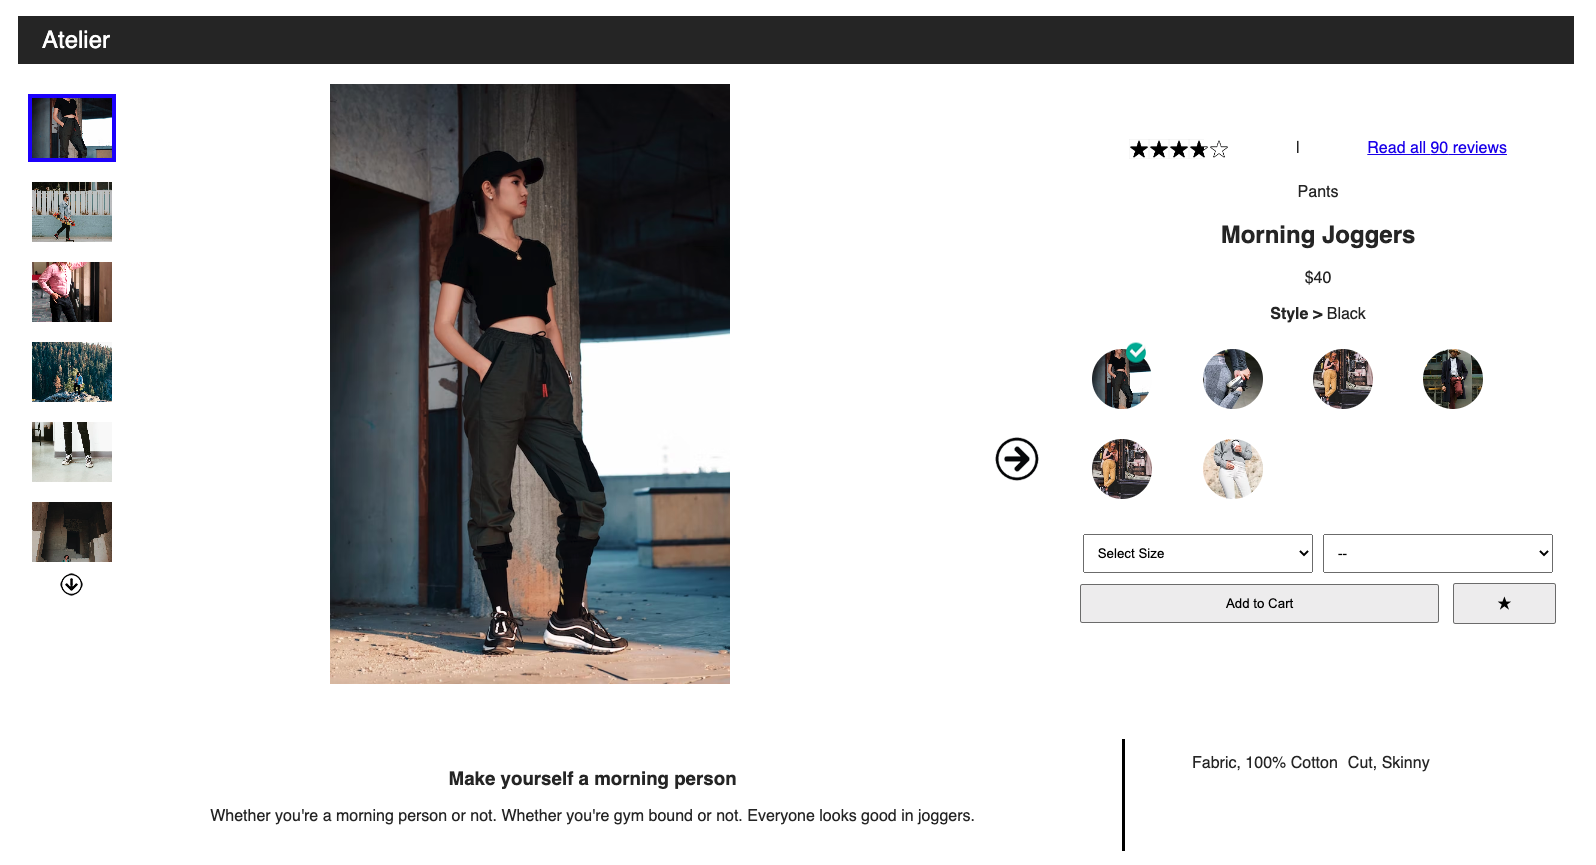 Atelier
★★★★☆ | Read all 90 reviews
Pants
Morning Joggers
$40
Style > Black
Select Size
--
Add to Cart
★
Make yourself a morning person
Whether you're a morning person or not. Whether you're gym bound or not. Everyone looks good in joggers.
Fabric, 100% Cotton Cut, Skinny